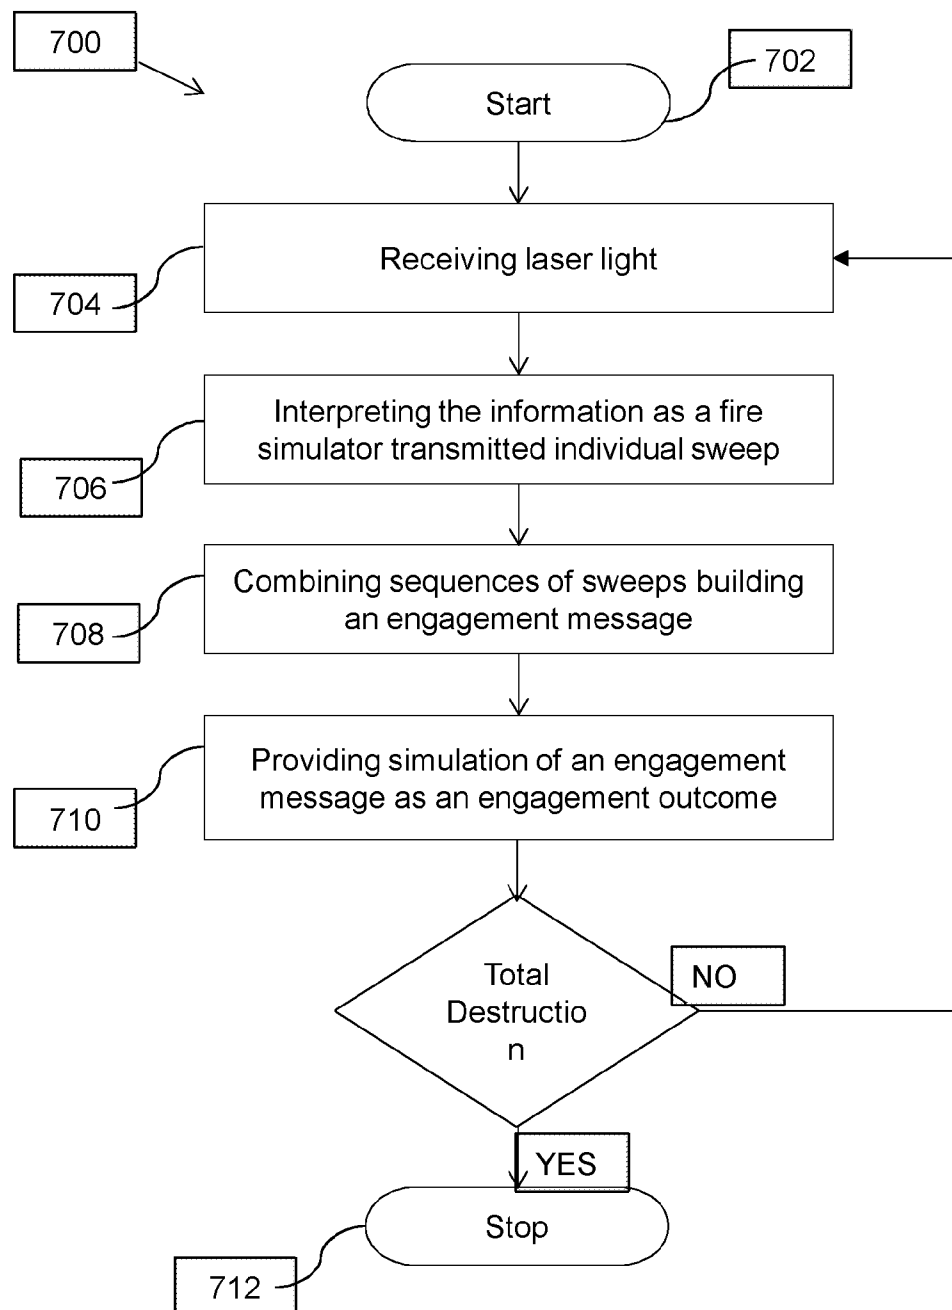 700
702
Start
Receiving laser light
704
Interpreting the information as a fire
simulator transmitted individual sweep
706
Combining sequences of sweeps building
an engagement message
708
Providing simulation of an engagement
message as an engagement outcome
710
Total
Destructio
n
NO
YES
Stop
712